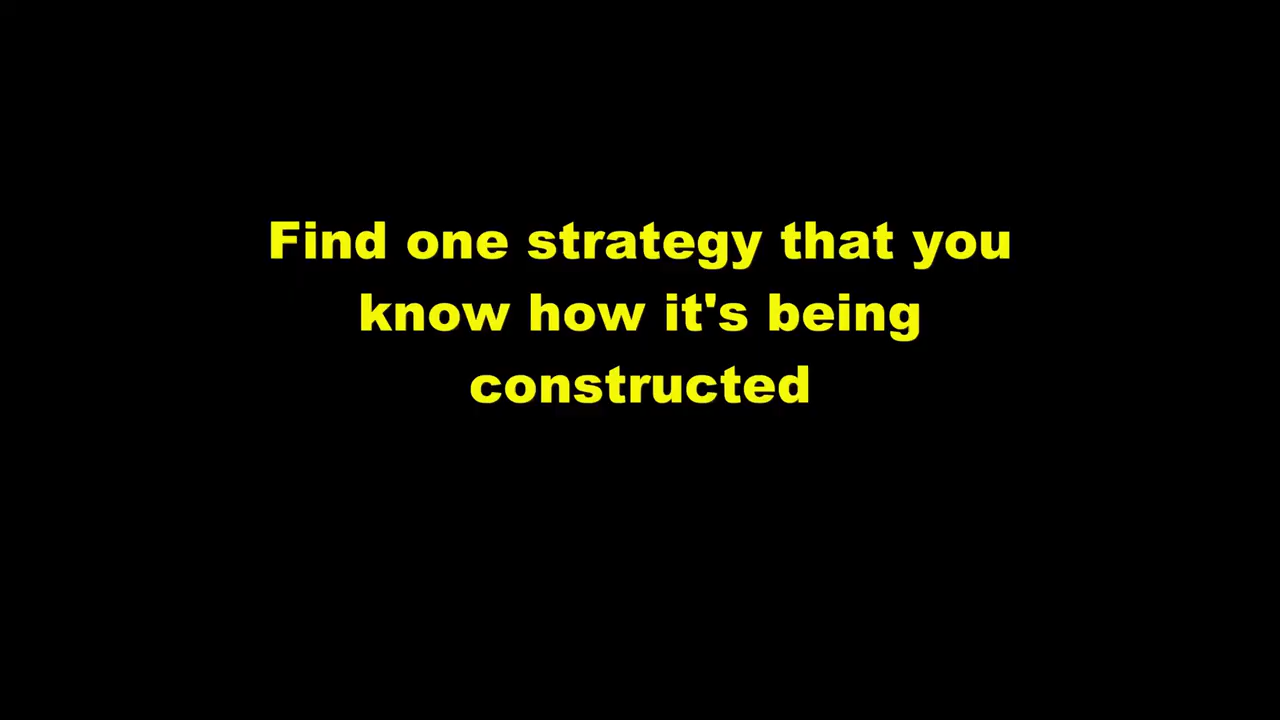 Find one strategy that you
know how it's being
constructed